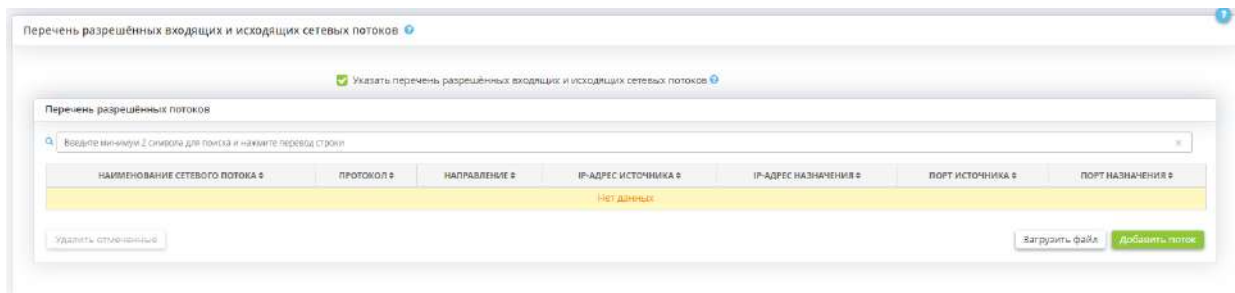 Перечень разрешённых входящих и исходящих сетевых потоков ?
?
Указать перечень разрешённых входящих и исходящих сетевых потоков ?
Перечень разрешённых потоков
Введите минимум 2 символа для поиска и нажмите перевод строки ×
НАИМЕНОВАНИЕ СЕТЕВОГО ПОТОКА ПРОТОКОЛ НАПРАВЛЕНИЕ IP-АДРЕС ИСТОЧНИКА IP-АДРЕС НАЗНАЧЕНИЯ ПОРТ ИСТОЧНИКА ПОРТ НАЗНАЧЕНИЯ
Нет данных
Удалить отмеченные Загрузить файл Добавить поток